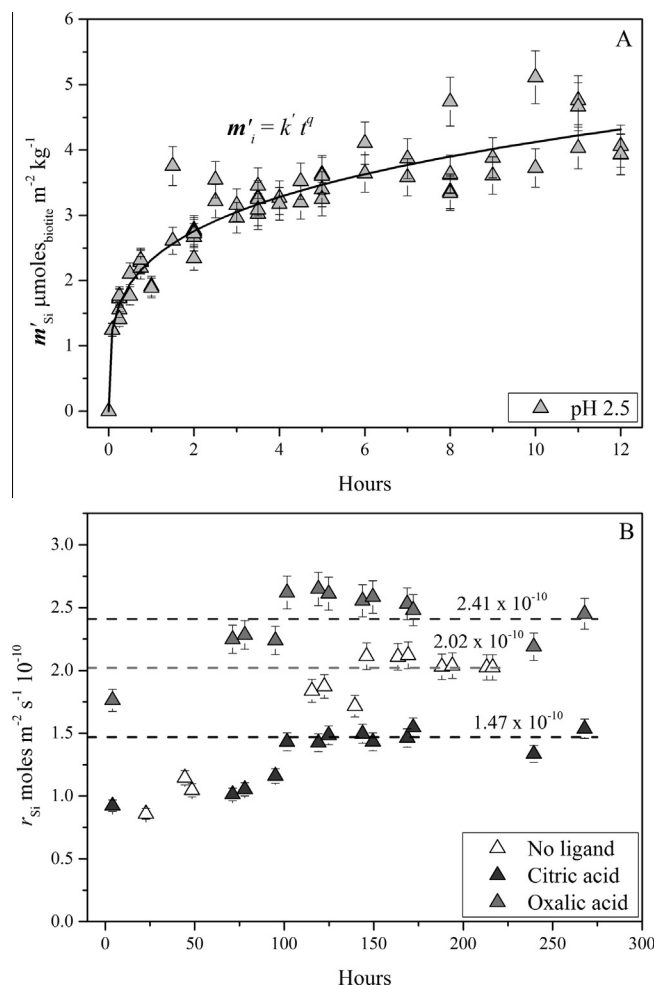 6
5
4
3
2
1
0
A
m′i = k′ t^q
m′Si μmoles_biotite m-2 kg-1
pH 2.5
0 2 4 6 8 10 12
Hours
3.0
2.5
2.0
1.5
1.0
0.5
0.0
B
2.41 x 10-10
2.02 x 10-10
1.47 x 10-10
rSi moles m-2 s-1 10-10
No ligand
Citric acid
Oxalic acid
0 50 100 150 200 250 300
Hours